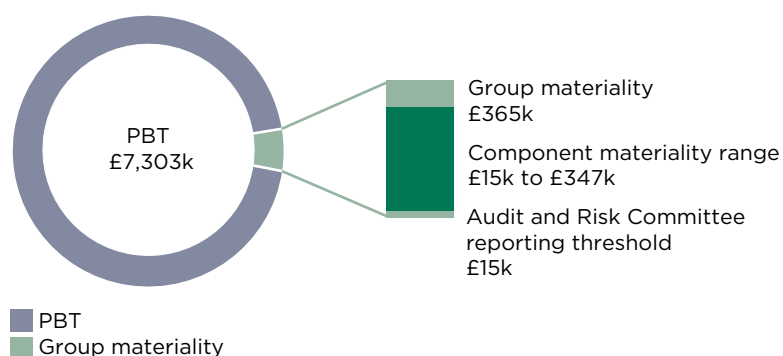 PBT
£7,303k
Group materiality
£365k
Component materiality range
£15k to £347k
Audit and Risk Committee
reporting threshold
£15k
PBT
Group materiality